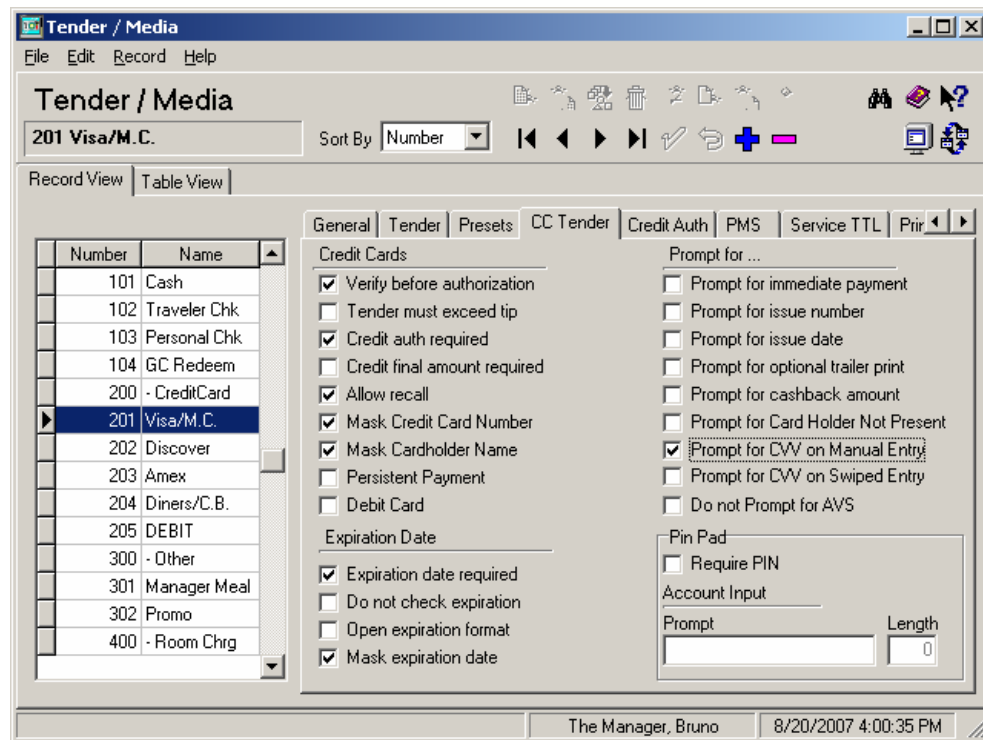 Tender / Media
File Edit Record Help
Tender / Media
201 Visa/M.C.
Sort By Number
Record View Table View
General Tender Presets CC Tender Credit Auth PMS Service TTL Prir
Number Name
101 Cash
102 Traveler Chk
103 Personal Chk
104 GC Redeem
200 - CreditCard
201 Visa/M.C.
202 Discover
203 Amex
204 Diners/C.B.
205 DEBIT
300 - Other
301 Manager Meal
302 Promo
400 - Room Chrg
Credit Cards
Verify before authorization
Tender must exceed tip
Credit auth required
Credit final amount required
Allow recall
Mask Credit Card Number
Mask Cardholder Name
Persistent Payment
Debit Card
Expiration Date
Expiration date required
Do not check expiration
Open expiration format
Mask expiration date
Prompt for ...
Prompt for immediate payment
Prompt for issue number
Prompt for issue date
Prompt for optional trailer print
Prompt for cashback amount
Prompt for Card Holder Not Present
Prompt for CVV on Manual Entry
Prompt for CVV on Swiped Entry
Do not Prompt for AVS
Pin Pad
Require PIN
Account Input
Prompt Length
0
The Manager, Bruno 8/20/2007 4:00:35 PM